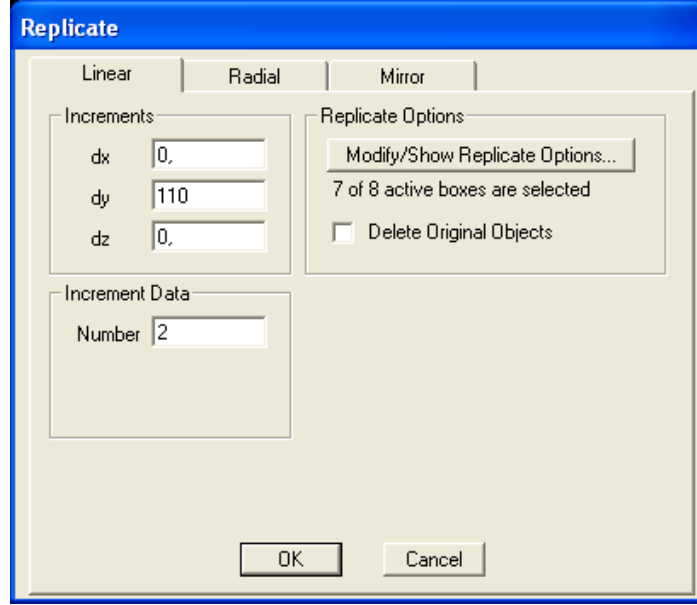 Replicate
Linear Radial Mirror
Increments
dx 0,
dy 110
dz 0,
Replicate Options
Modify/Show Replicate Options...
7 of 8 active boxes are selected
Delete Original Objects
Increment Data
Number 2
OK Cancel